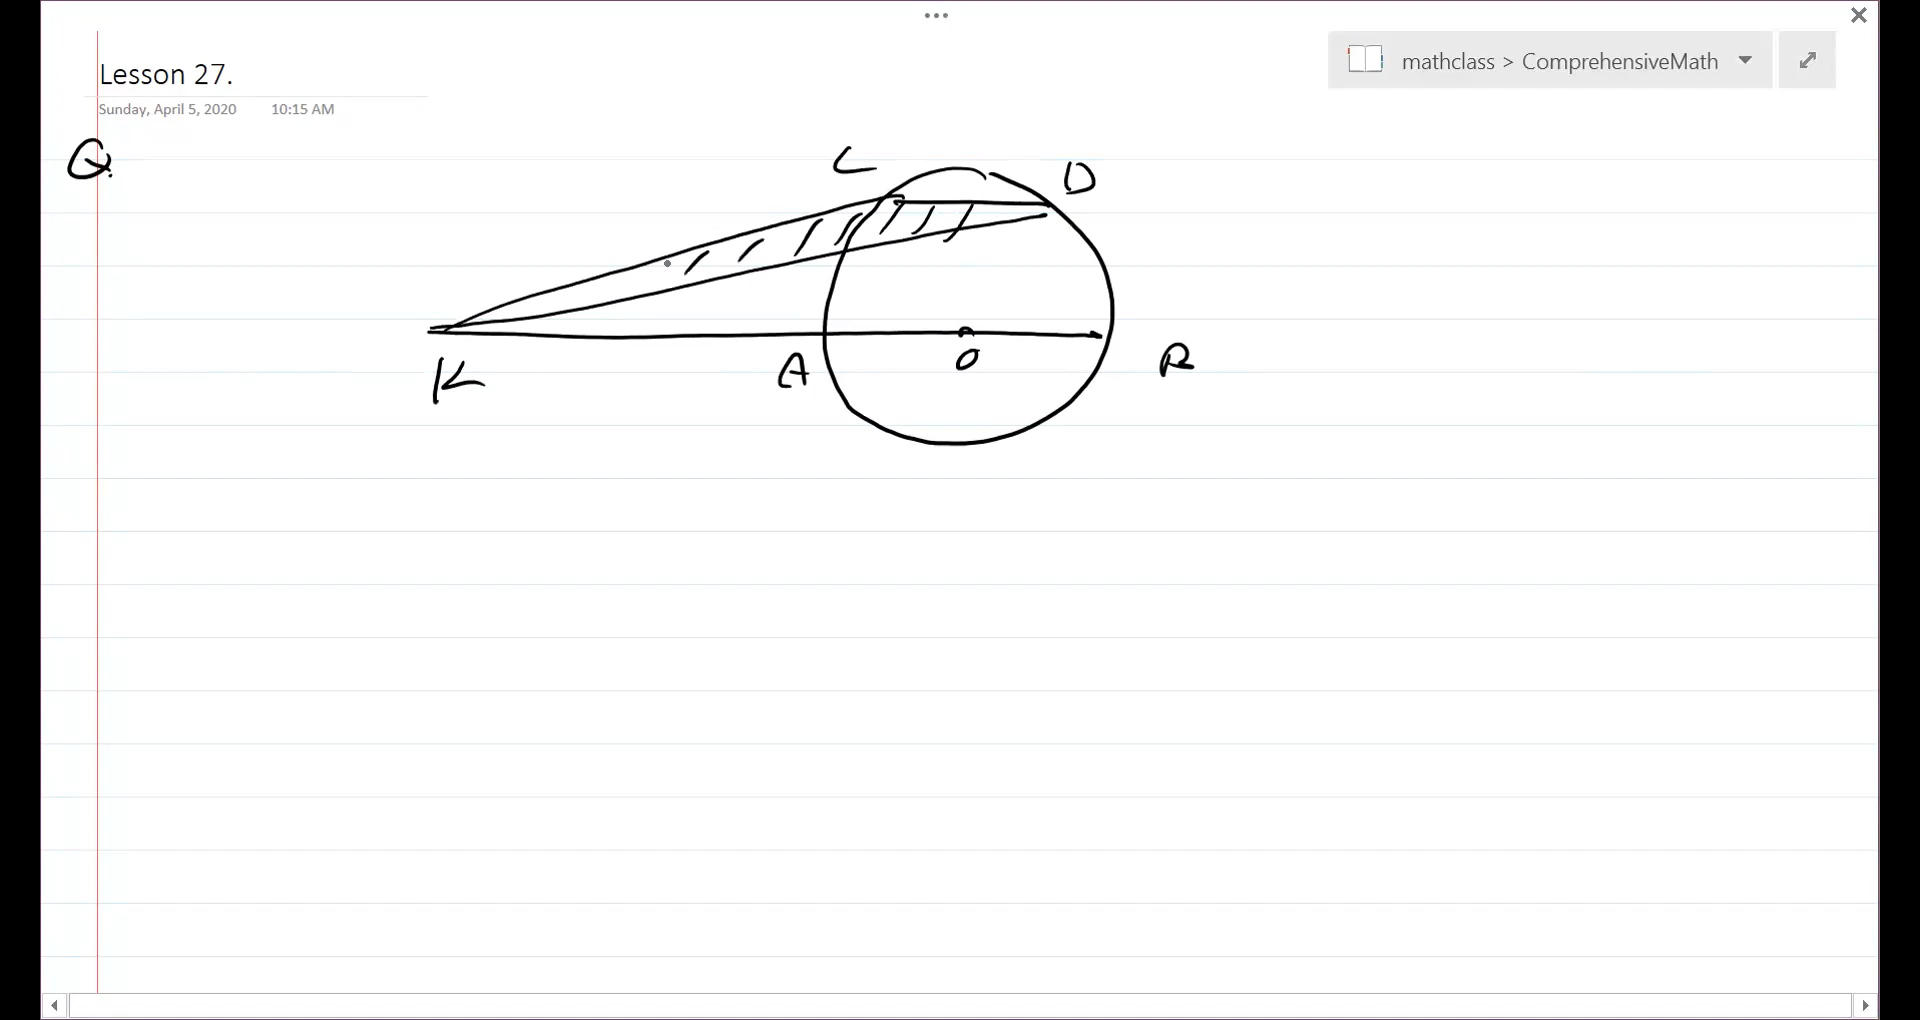 mathclass > ComprehensiveMath
Lesson 27.
Sunday, April 5, 2020 10:15 AM
Q.
C D
K A O B